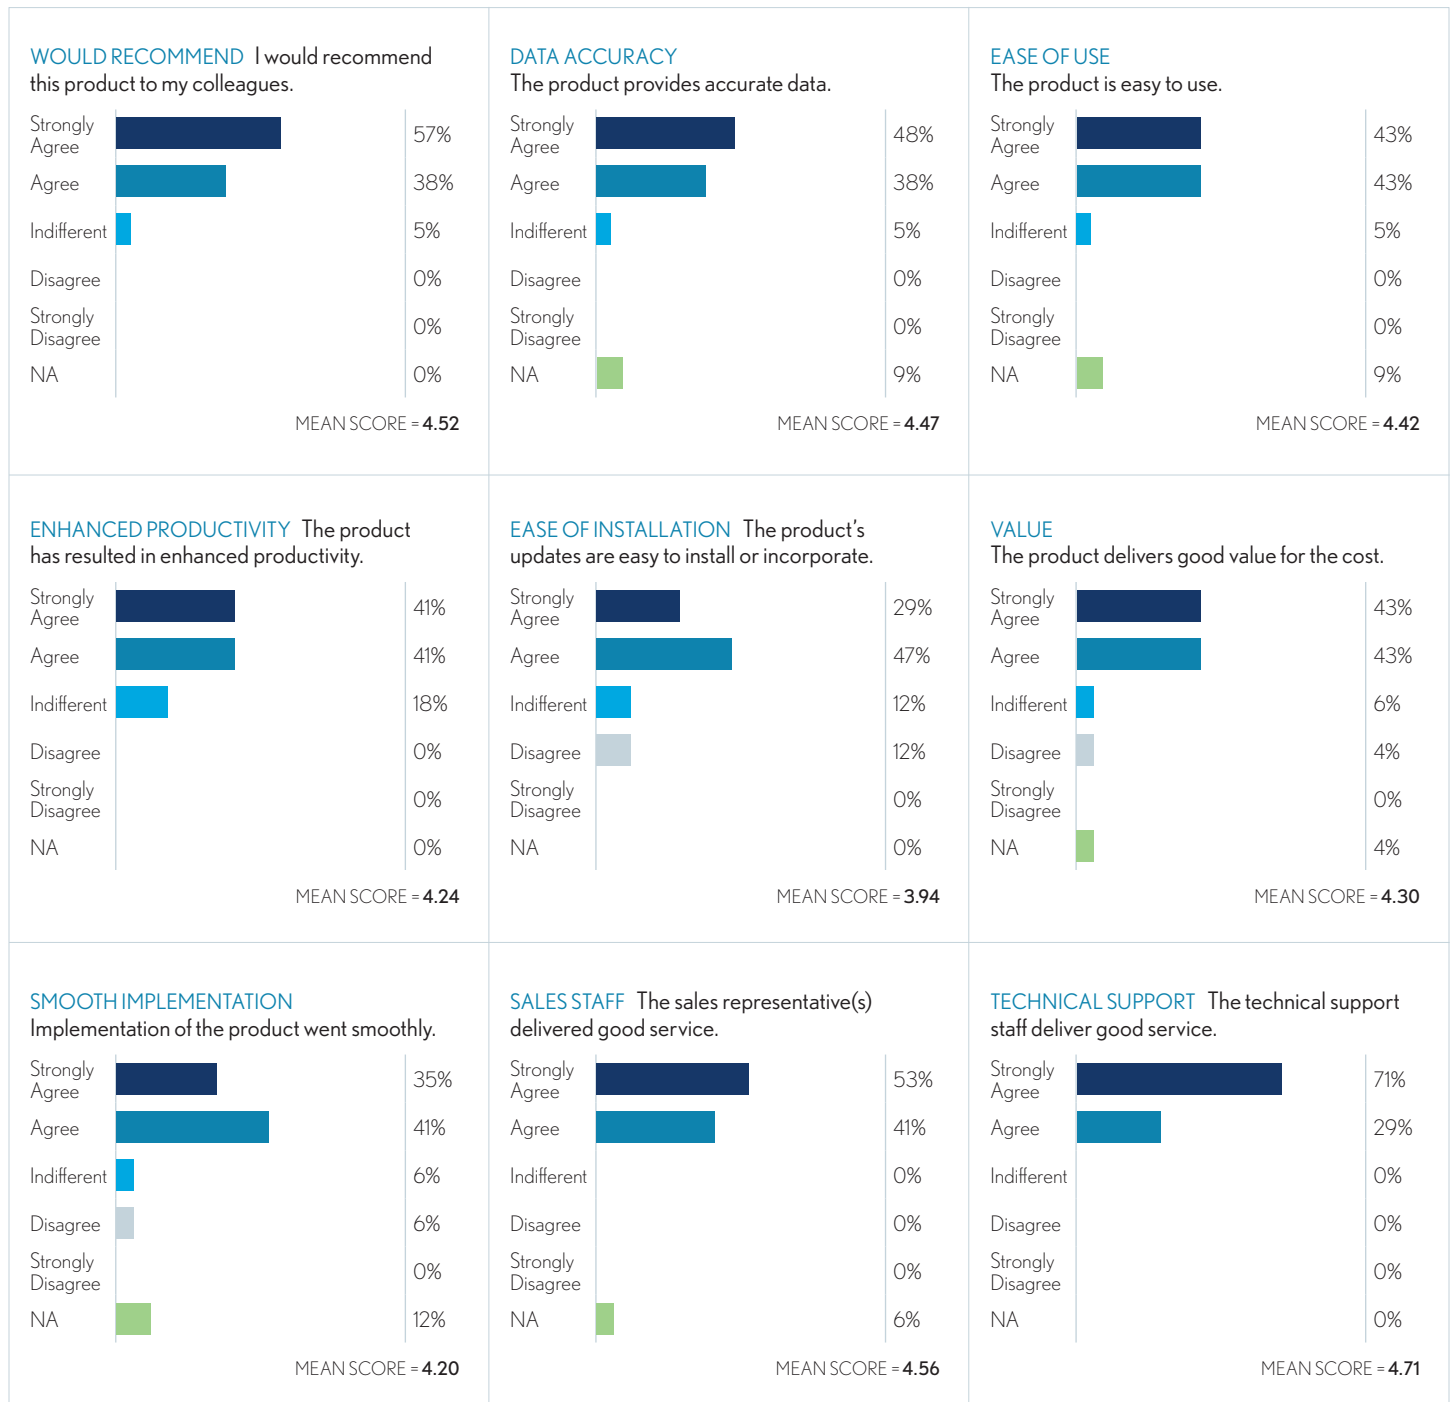 WOULD RECOMMEND I would recommend
this product to my colleagues.
Strongly
Agree
57%
Agree
38%
Indifferent
5%
Disagree
0%
Strongly
Disagree
0%
NA
0%
MEAN SCORE = 4.52
DATA ACCURACY
The product provides accurate data.
Strongly
Agree
48%
Agree
38%
Indifferent
5%
Disagree
0%
Strongly
Disagree
0%
NA
9%
MEAN SCORE = 4.47
EASE OF USE
The product is easy to use.
Strongly
Agree
43%
Agree
43%
Indifferent
5%
Disagree
0%
Strongly
Disagree
0%
NA
9%
MEAN SCORE = 4.42
ENHANCED PRODUCTIVITY The product
has resulted in enhanced productivity.
Strongly
Agree
41%
Agree
41%
Indifferent
18%
Disagree
0%
Strongly
Disagree
0%
NA
0%
MEAN SCORE = 4.24
EASE OF INSTALLATION The product's
updates are easy to install or incorporate.
Strongly
Agree
29%
Agree
47%
Indifferent
12%
Disagree
12%
Strongly
Disagree
0%
NA
0%
MEAN SCORE = 3.94
VALUE
The product delivers good value for the cost.
Strongly
Agree
43%
Agree
43%
Indifferent
6%
Disagree
4%
Strongly
Disagree
0%
NA
4%
MEAN SCORE = 4.30
SMOOTH IMPLEMENTATION
Implementation of the product went smoothly.
Strongly
Agree
35%
Agree
41%
Indifferent
6%
Disagree
6%
Strongly
Disagree
0%
NA
12%
MEAN SCORE = 4.20
SALES STAFF The sales representative(s)
delivered good service.
Strongly
Agree
53%
Agree
41%
Indifferent
0%
Disagree
0%
Strongly
Disagree
0%
NA
6%
MEAN SCORE = 4.56
TECHNICAL SUPPORT The technical support
staff deliver good service.
Strongly
Agree
71%
Agree
29%
Indifferent
0%
Disagree
0%
Strongly
Disagree
0%
NA
0%
MEAN SCORE = 4.71